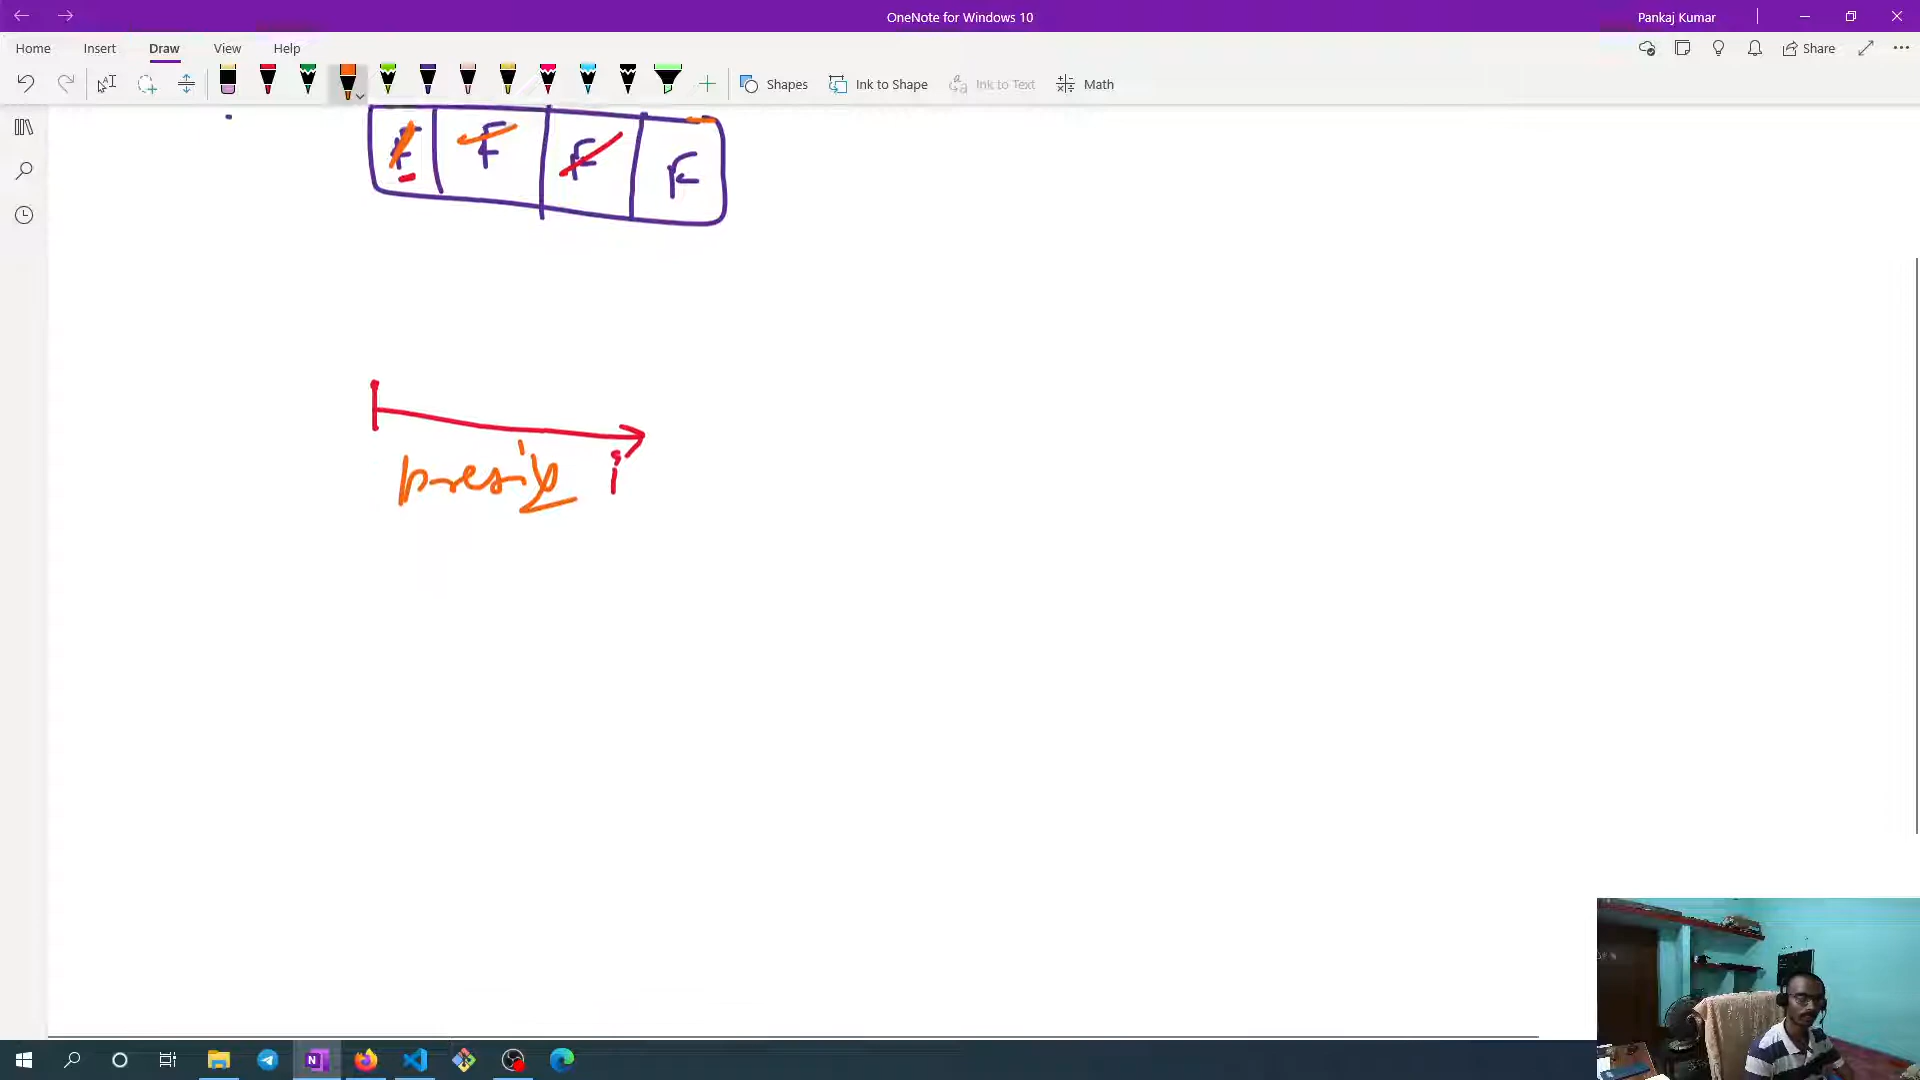 OneNote for Windows 10
Pankaj Kumar
Home Insert Draw View Help
Share
Shapes
Ink to Shape
Ink to Text
Math
F F F F
i